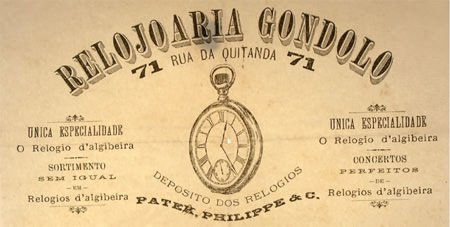 RELOJOARIA GONDOLO
71 RUA DA QUITANDA 71
UNICA ESPECIALIDADE
O Relogio d'algibeira
SORTIMENTO
SEM IGUAL
EM
Relogios d'algibeira
DEPOSITO DOS RELOGIOS
PATEK, PHILIPPE & C.
UNICA ESPECIALIDADE
O Relogio d'algibeira
CONCERTOS
PERFEITOS
DE
Relogios d'algibeira